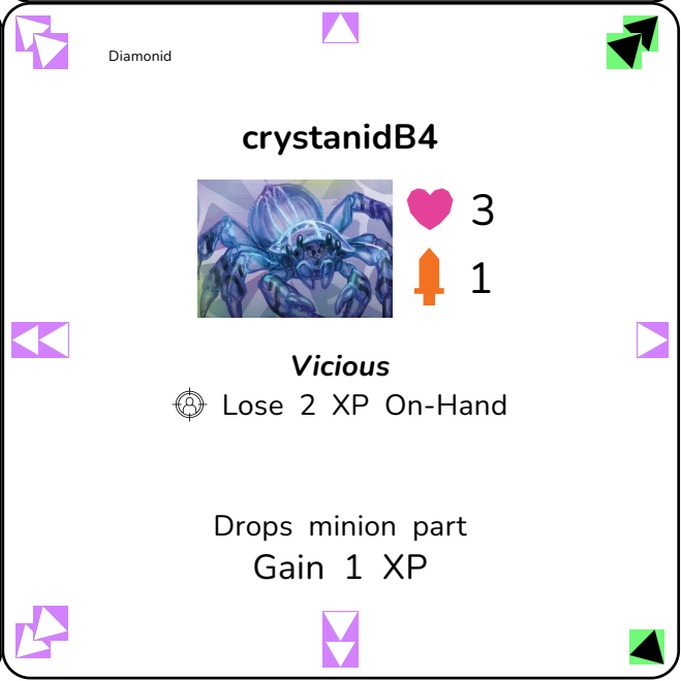 Diamonid
crystanidB4
3
1
Vicious
Lose 2 XP On-Hand
Drops minion part
Gain 1 XP